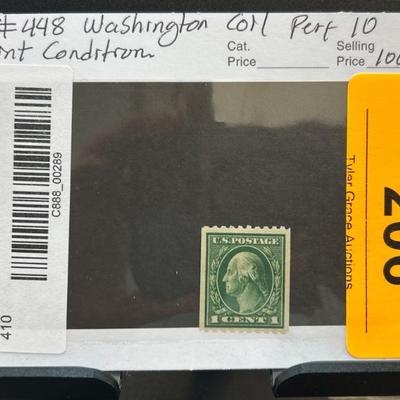 #448 Washington Coil Perf 10
nt Condition
Cat.
Price
Selling
Price 100
C888_00289
410
U.S. POSTAGE
1 CENT 1
Tyler Grace Auctions
200